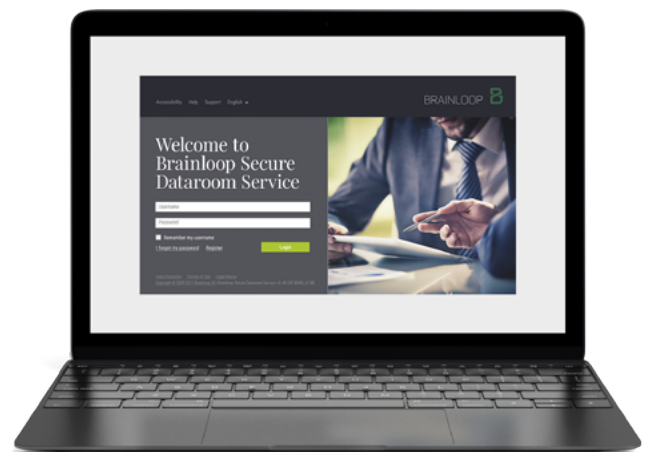 Accessibility Help Support English
BRAINLOOP B
Welcome to
Brainloop Secure
Dataroom Service
Username
Password
Remember my username
I forgot my password Register
Login